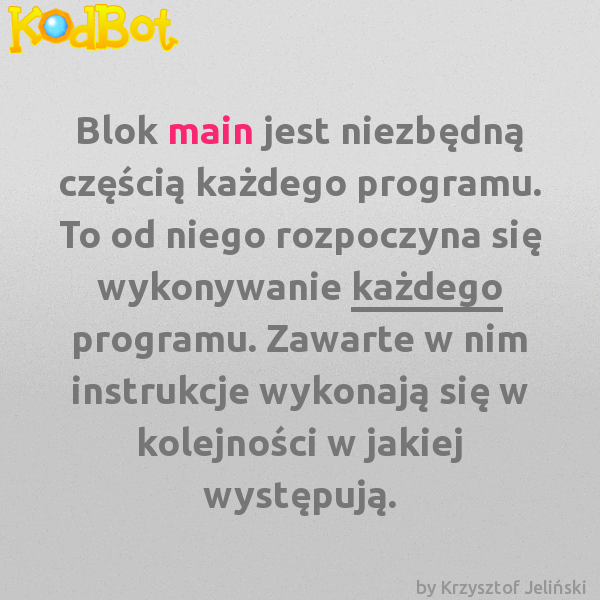 KodBot
Blok main jest niezbędną
częścią każdego programu.
To od niego rozpoczyna się
wykonywanie każdego
programu. Zawarte w nim
instrukcje wykonają się w
kolejności w jakiej
występują.
by Krzysztof Jeliński